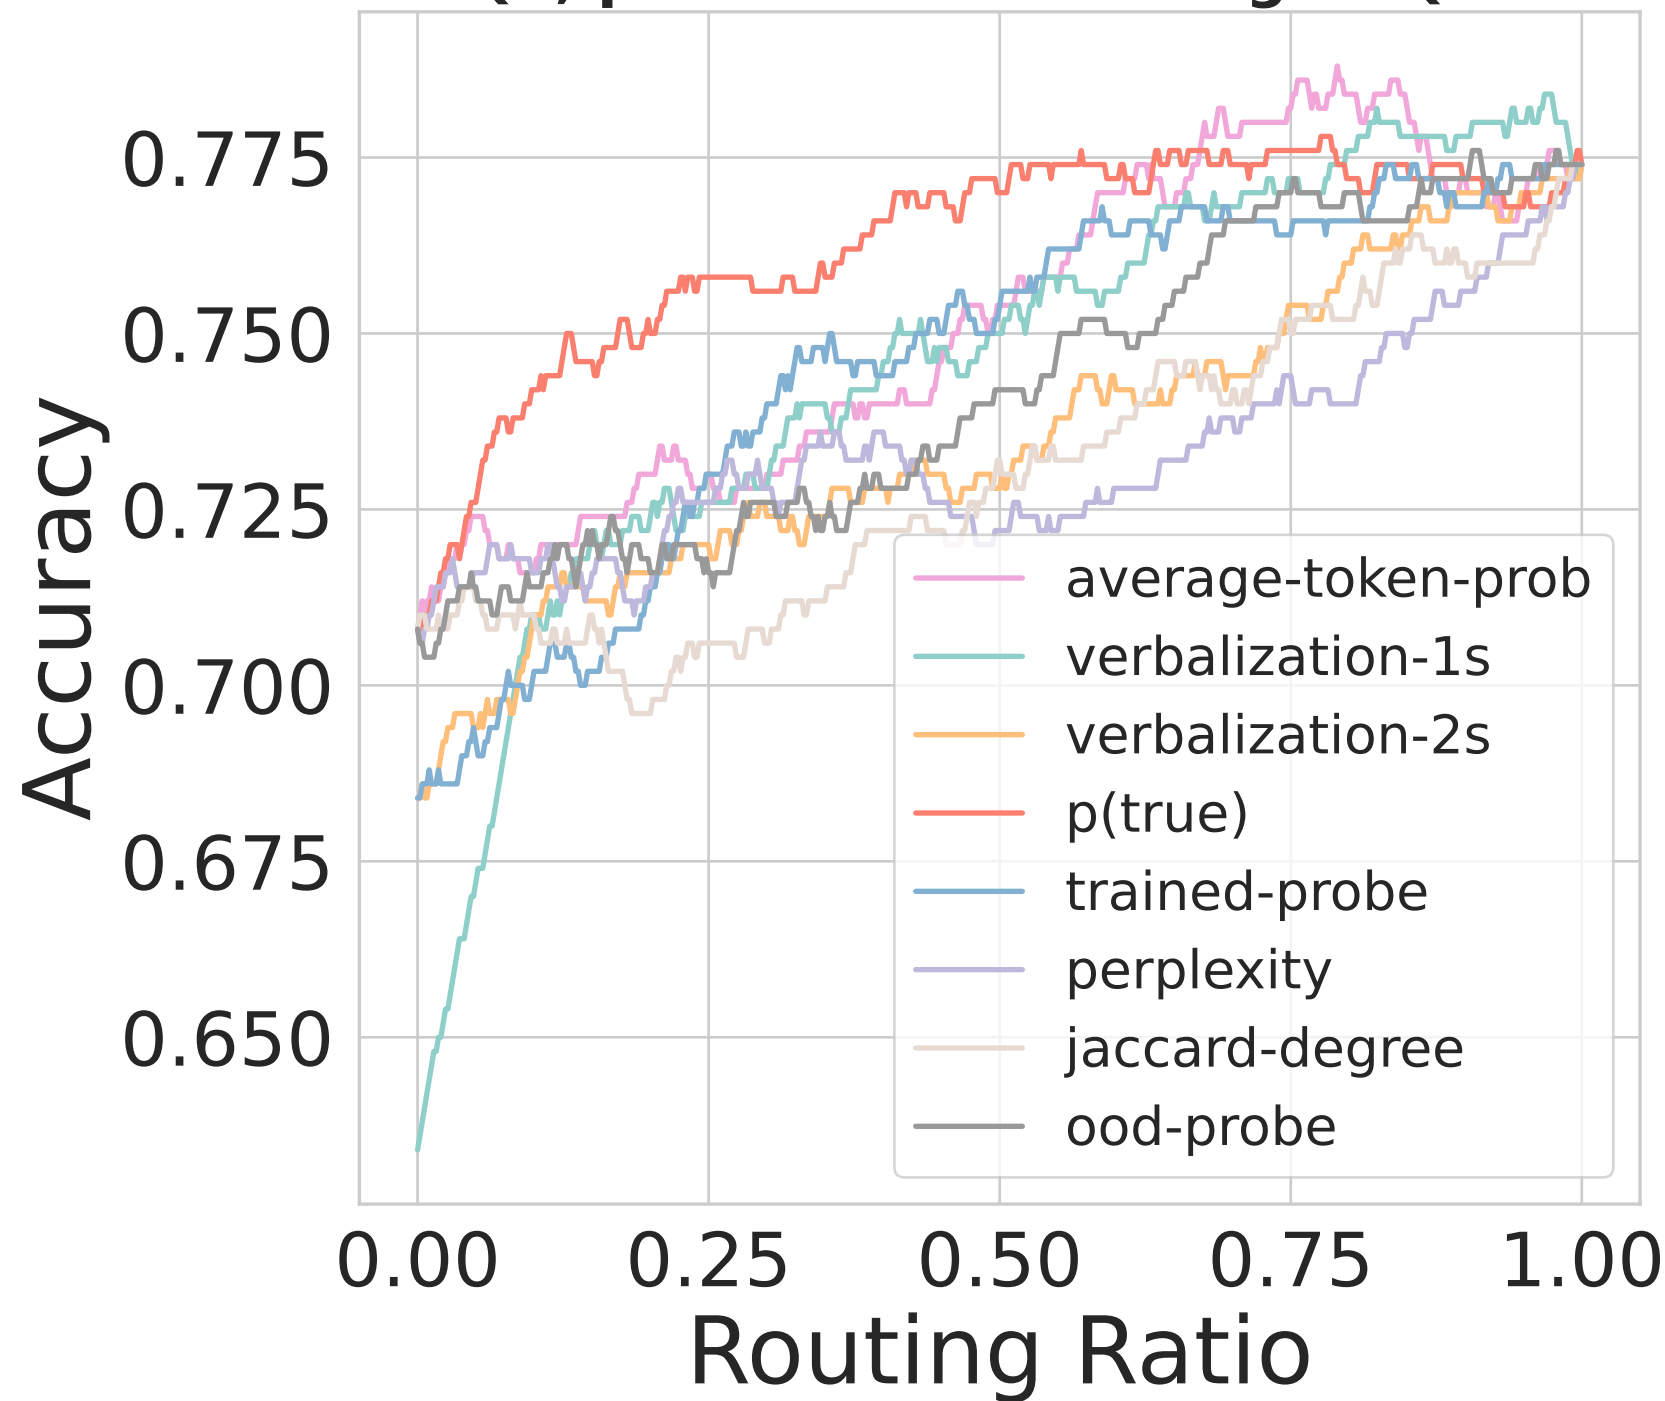 0.775
0.750
0.725
0.700
0.675
0.650
Accuracy
average-token-prob
verbalization-1s
verbalization-2s
p(true)
trained-probe
perplexity
jaccard-degree
ood-probe
0.00 0.25 0.50 0.75 1.00
Routing Ratio